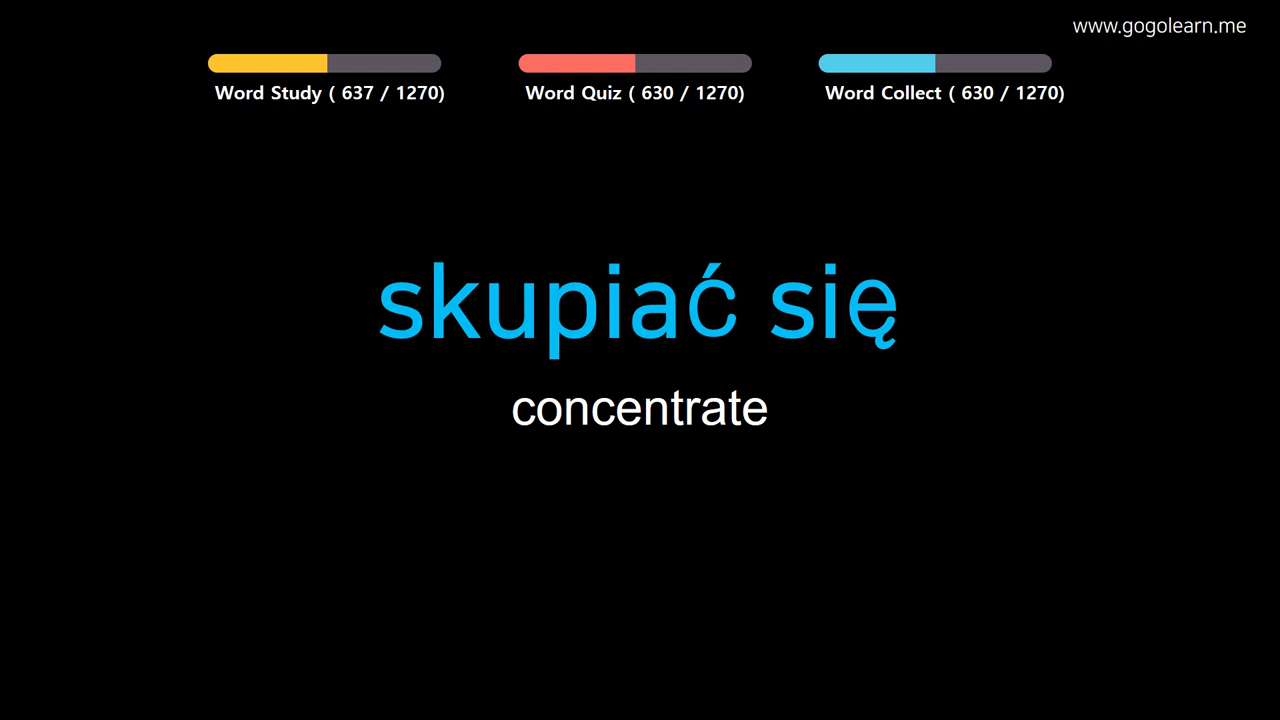 www.gogolearn.me
Word Study ( 637 / 1270)
Word Quiz ( 630 / 1270)
Word Collect ( 630 / 1270)
skupiać się
concentrate